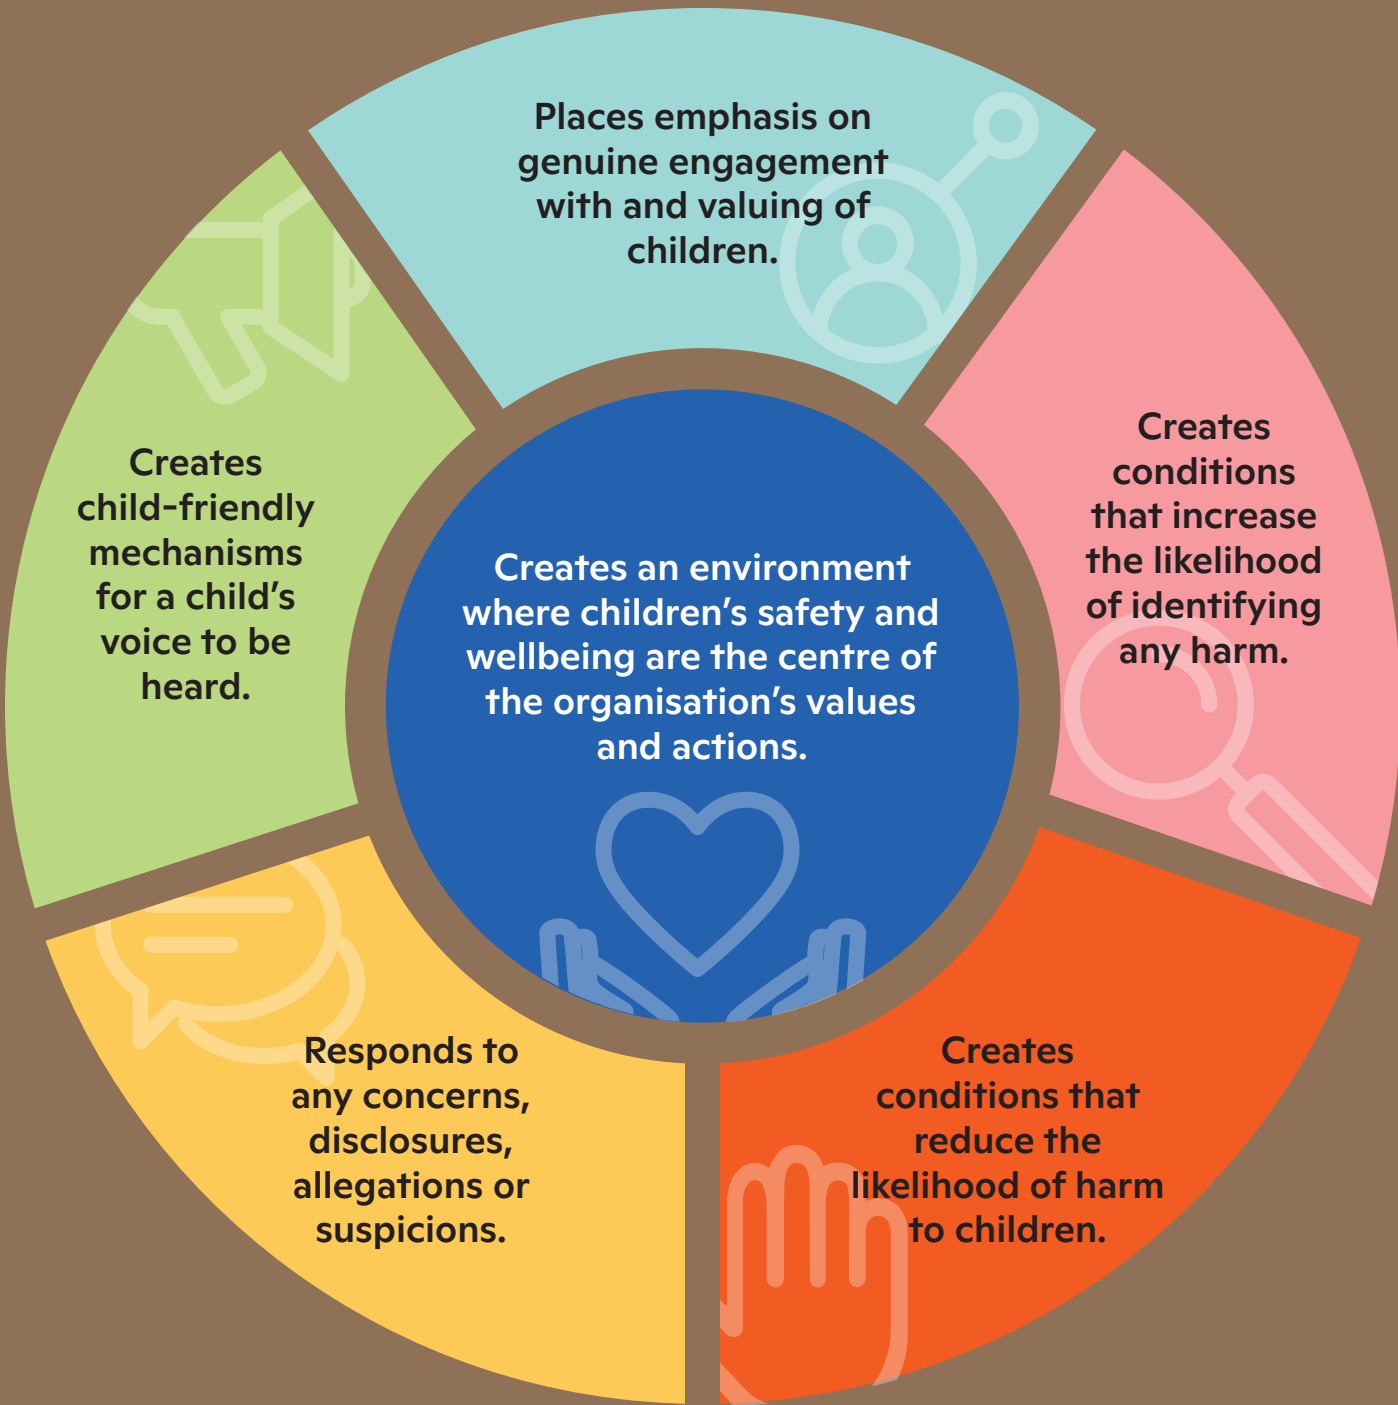 Places emphasis on
genuine engagement
with and valuing of
children.
Creates
conditions
that increase
the likelihood
of identifying
any harm.
Creates
conditions that
reduce the
likelihood of harm
to children.
Responds to
any concerns,
disclosures,
allegations or
suspicions.
Creates
child-friendly
mechanisms
for a child’s
voice to be
heard.
Creates an environment
where children’s safety and
wellbeing are the centre of
the organisation’s values
and actions.